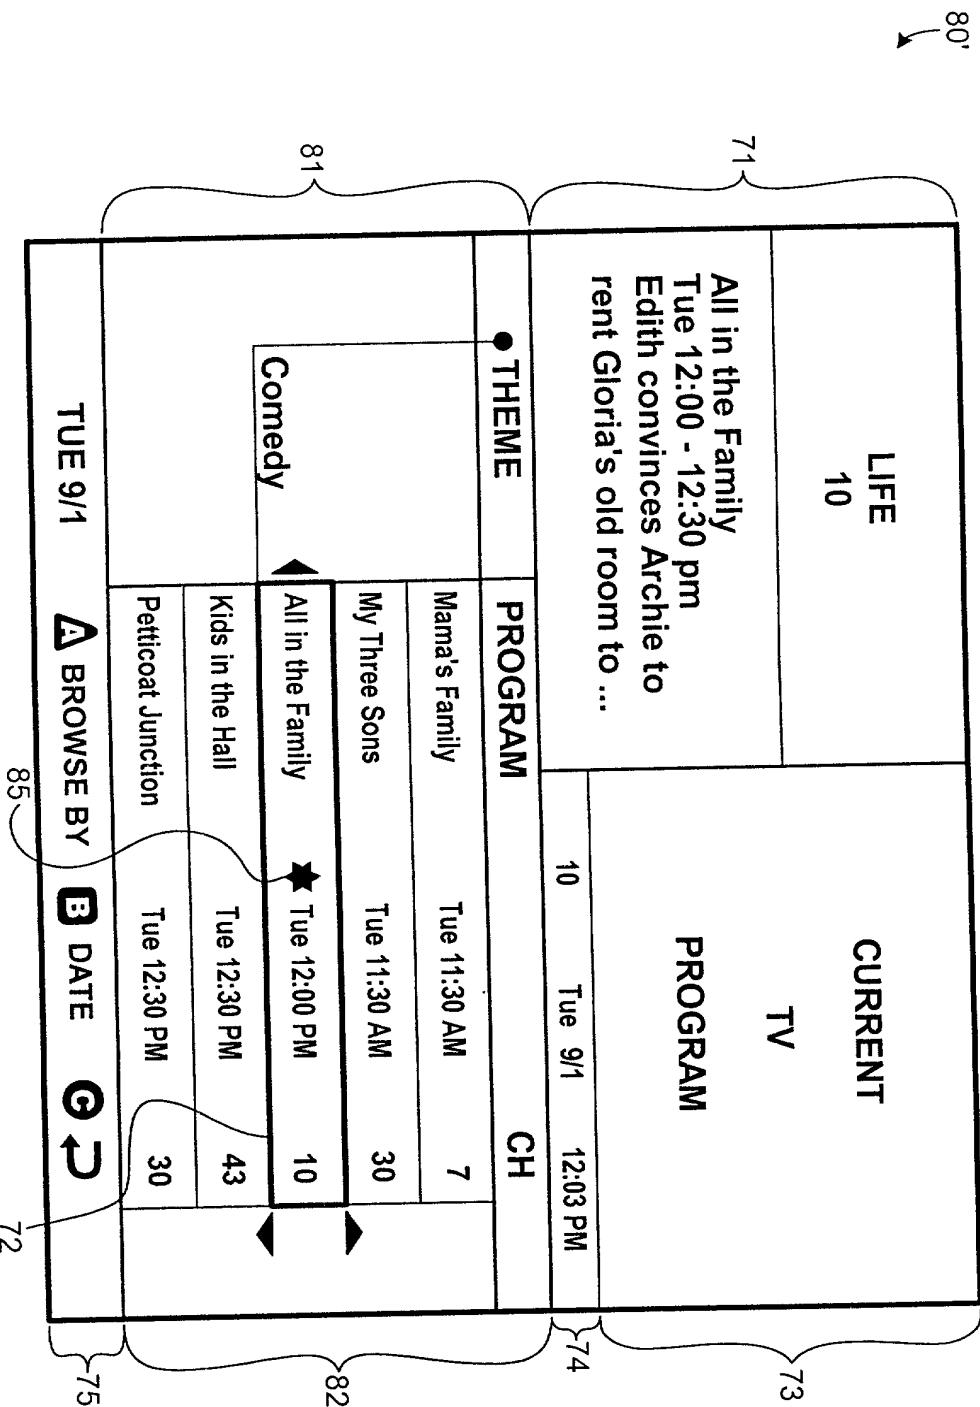 80'
71
LIFE
10
All in the Family
Tue 12:00 - 12:30 pm
Edith convinces Archie to
rent Gloria's old room to ...
CURRENT
TV
PROGRAM
73
10 Tue 9/1 12:03 PM
74
81
THEME PROGRAM CH
Comedy
Mama's Family Tue 11:30 AM 7
My Three Sons Tue 11:30 AM 30
All in the Family Tue 12:00 PM 10
Kids in the Hall Tue 12:30 PM 43
Petticoat Junction Tue 12:30 PM 30
82
TUE 9/1 A BROWSE BY B DATE C
75
85
72